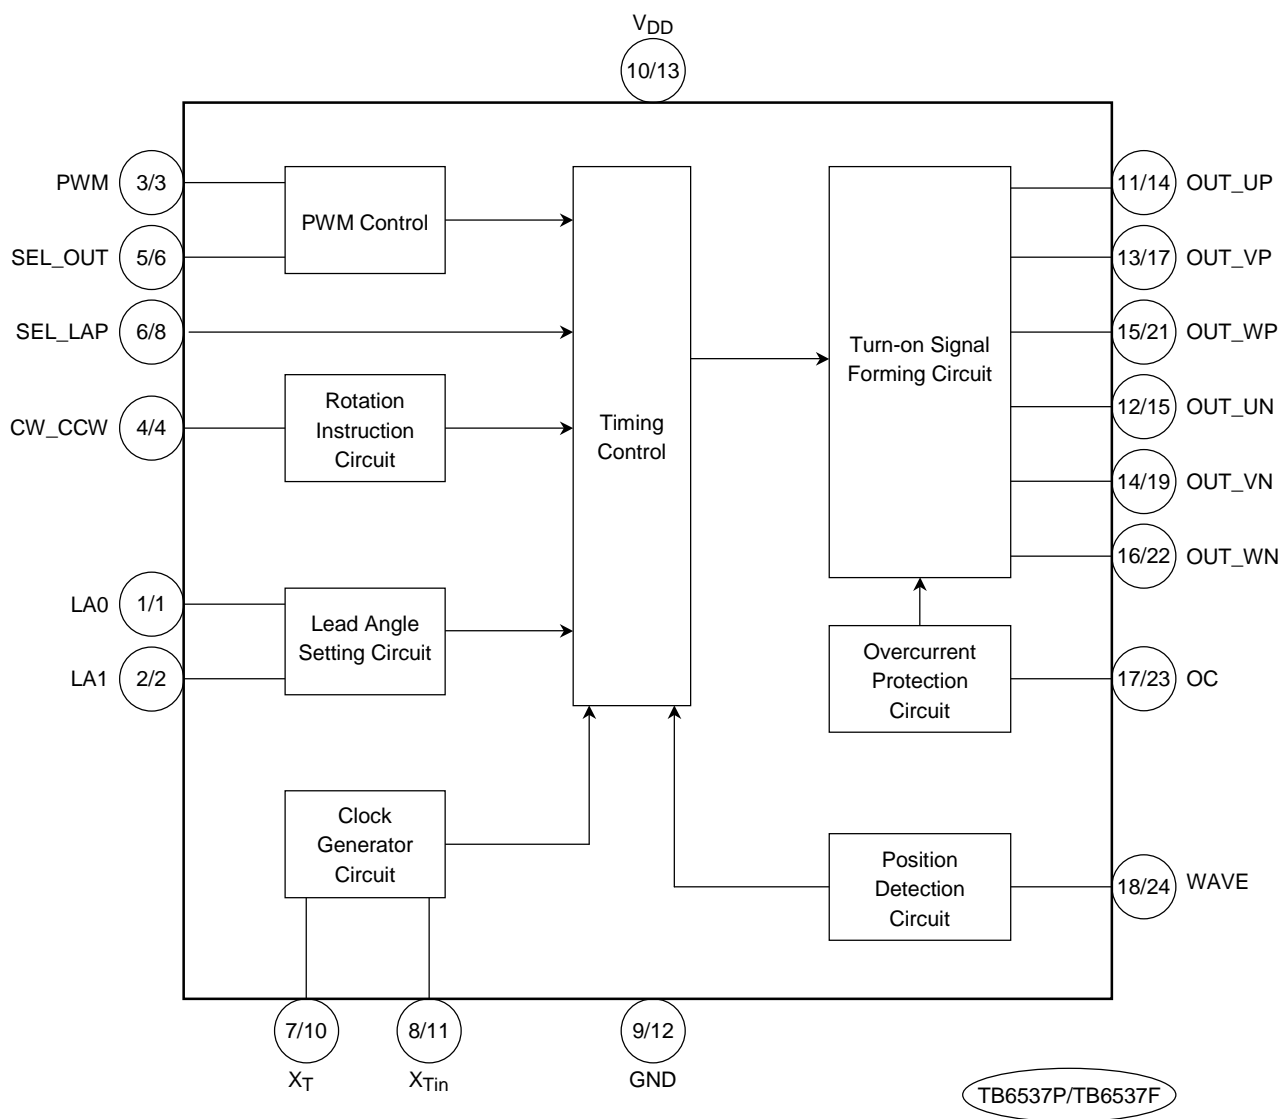 VDD
10/13
PWM 3/3
SEL_OUT 5/6
SEL_LAP 6/8
CW_CCW 4/4
LA0 1/1
LA1 2/2
PWM Control
Rotation
Instruction
Circuit
Lead Angle
Setting Circuit
Clock
Generator
Circuit
Timing
Control
Turn-on Signal
Forming Circuit
Overcurrent
Protection
Circuit
Position
Detection
Circuit
11/14 OUT_UP
13/17 OUT_VP
15/21 OUT_WP
12/15 OUT_UN
14/19 OUT_VN
16/22 OUT_WN
17/23 OC
18/24 WAVE
7/10
XT
8/11
XTin
9/12
GND
TB6537P/TB6537F